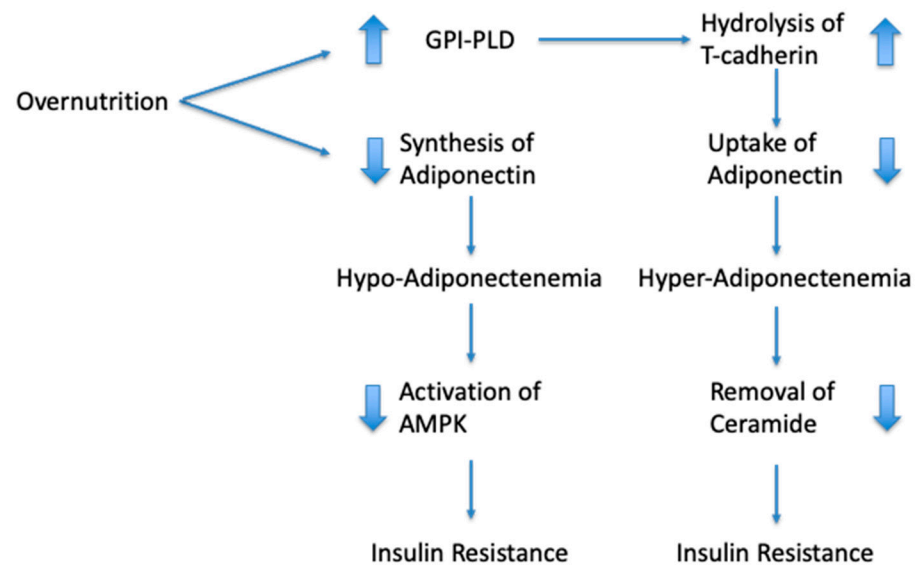 GPI-PLD
Hydrolysis of
T-cadherin
Overnutrition
Synthesis of
Adiponectin
Uptake of
Adiponectin
Hypo-Adiponectenemia
Hyper-Adiponectenemia
Activation of
AMPK
Removal of
Ceramide
Insulin Resistance
Insulin Resistance